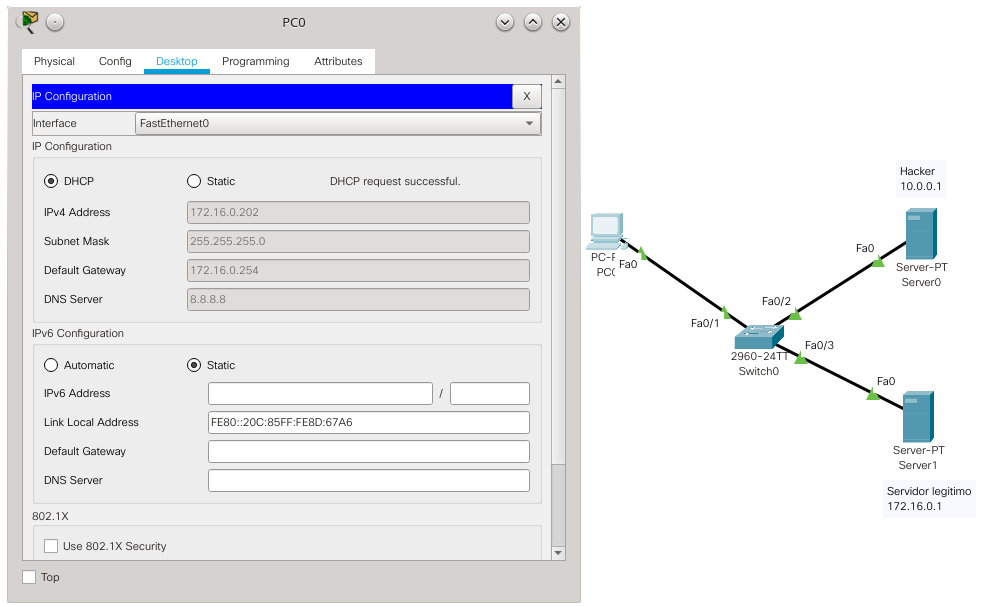 PC0
Physical Config Desktop Programming Attributes
IP Configuration X
Interface FastEthernet0
IP Configuration
DHCP Static DHCP request successful.
IPv4 Address 172.16.0.202
Subnet Mask 255.255.255.0
Default Gateway 172.16.0.254
DNS Server 8.8.8.8
IPv6 Configuration
Automatic Static
IPv6 Address /
Link Local Address FE80::20C:85FF:FE8D:67A6
Default Gateway
DNS Server
802.1X
Use 802.1X Security
Top
Hacker
10.0.0.1
Fa0
Server-PT
Server0
PC-F
Fa0
PC0
Fa0/2
Fa0/1
Fa0/3
2960-24TT
Switch0
Fa0
Server-PT
Server1
Servidor legitimo
172.16.0.1